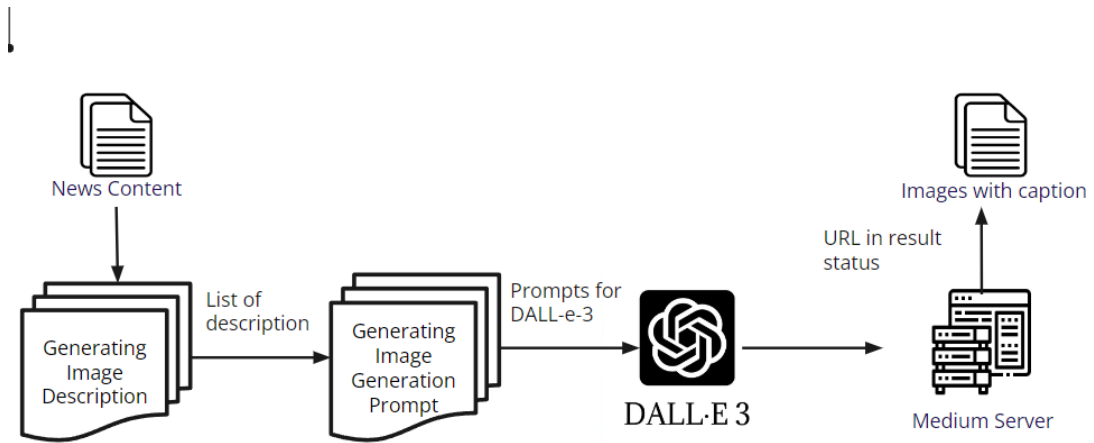 News Content
Images with caption
URL in result
status
List of
description
Prompts for
DALL-e-3
Generating
Image
Description
Generating
Image
Generation
Prompt
DALL·E 3
Medium Server